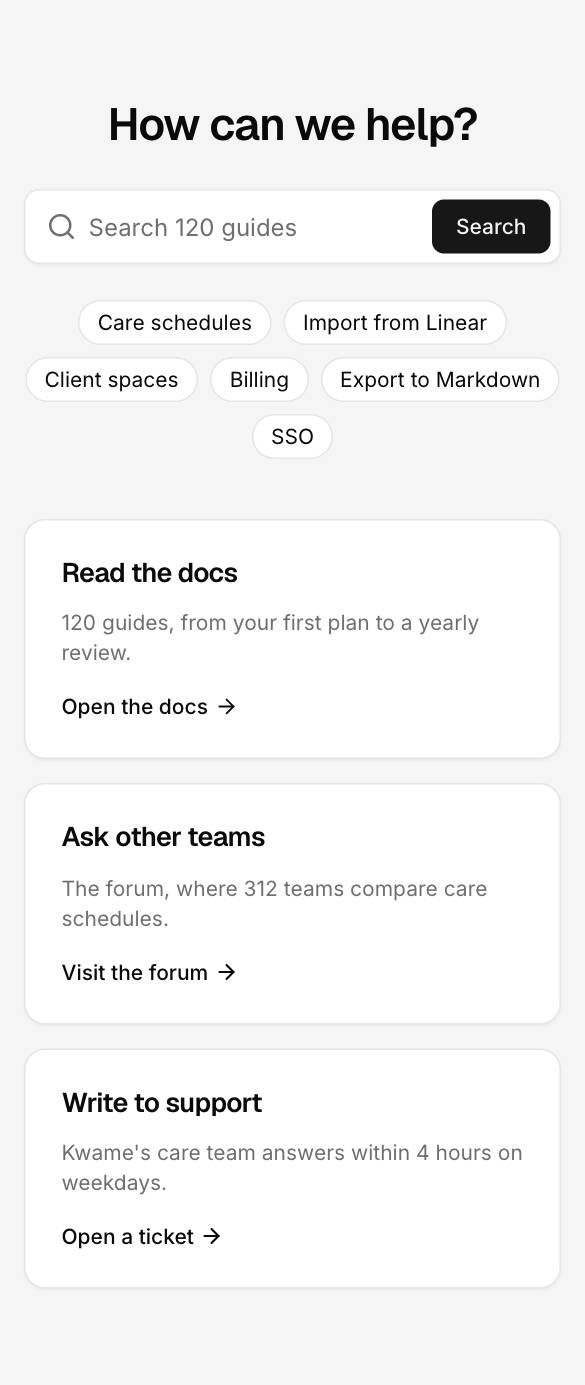 How can we help?
Search 120 guides
Search
Care schedules
Import from Linear
Client spaces
Billing
Export to Markdown
SSO
Read the docs
120 guides, from your first plan to a yearly
review.
Open the docs →
Ask other teams
The forum, where 312 teams compare care
schedules.
Visit the forum →
Write to support
Kwame's care team answers within 4 hours on
weekdays.
Open a ticket →